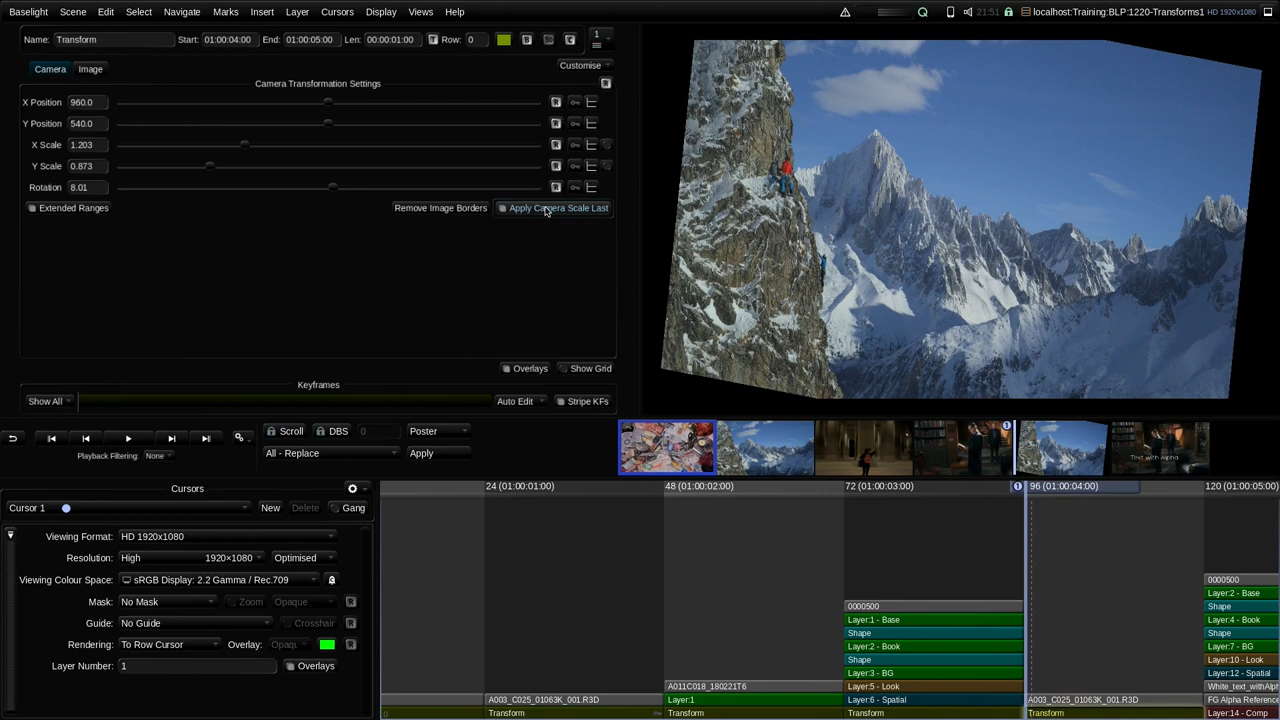 Baselight Scene Edit Select Navigate Marks Insert Layer Cursors Display Views Help 21:51 localhost:Training:BLP:1220-Transforms1 HD 1920x1080
Name: Transform Start: 01:00:04:00 End: 01:00:05:00 Len: 00:00:01:00 Row: 0 1
Customise
Camera Image
Camera Transformation Settings
X Position 960.0
Y Position 540.0
X Scale 1.203
Y Scale 0.873
Rotation 8.01
Extended Ranges Remove Image Borders Apply Camera Scale Last
Overlays Show Grid
Keyframes
Show All Auto Edit Stripe KFs
Scroll DBS 0 Poster
Playback Filtering: None All - Replace Apply
Text with Alpha
Cursors
Cursor 1 New Delete Gang
Viewing Format: HD 1920x1080
Resolution: High 1920×1080 Optimised
Viewing Colour Space: sRGB Display: 2.2 Gamma / Rec.709
Mask: No Mask Zoom Opaque
Guide: No Guide Crosshair
Rendering: To Row Cursor Overlay:
Layer Number: 1 Overlays
24 (01:00:01:00) 48 (01:00:02:00) 72 (01:00:03:00) 96 (01:00:04:00) 120 (01:00:05:00)
A003_C025_01063K_001.R3D
Transform
A011C018_180221T6
Layer:1
Transform
0000500
Layer:1 - Base
Shape
Layer:2 - Book
Shape
Layer:3 - BG
Layer:5 - Look
Layer:6 - Spatial
Transform
A003_C025_01063K_001.R3D
Transform
0000500
Layer:2 - Base
Shape
Layer:4 - Book
Shape
Layer:7 - BG
Layer:10 - Look
Layer:12 - Spatial
White_text_withAlph
FG Alpha Referenc
Layer:14 - Comp